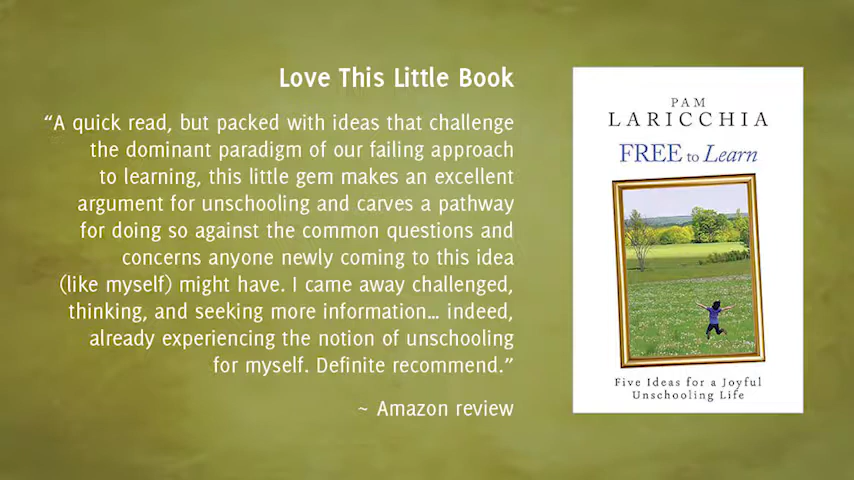 Love This Little Book
“A quick read, but packed with ideas that challenge
the dominant paradigm of our failing approach
to learning, this little gem makes an excellent
argument for unschooling and carves a pathway
for doing so against the common questions and
concerns anyone newly coming to this idea
(like myself) might have. I came away challenged,
thinking, and seeking more information... indeed,
already experiencing the notion of unschooling
for myself. Definite recommend.”
~ Amazon review
PAM
LARICCHIA
FREE to Learn
Five Ideas for a Joyful
Unschooling Life